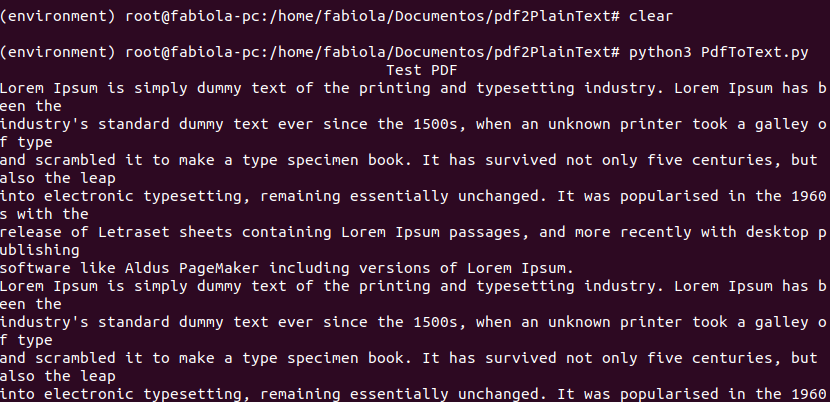 (environment) root@fabiola-pc:/home/fabiola/Documentos/pdf2PlainText# clear
(environment) root@fabiola-pc:/home/fabiola/Documentos/pdf2PlainText# python3 PdfToText.py
Test PDF
Lorem Ipsum is simply dummy text of the printing and typesetting industry. Lorem Ipsum has b
een the
industry's standard dummy text ever since the 1500s, when an unknown printer took a galley o
f type
and scrambled it to make a type specimen book. It has survived not only five centuries, but
also the leap
into electronic typesetting, remaining essentially unchanged. It was popularised in the 1960
s with the
release of Letraset sheets containing Lorem Ipsum passages, and more recently with desktop p
ublishing
software like Aldus PageMaker including versions of Lorem Ipsum.
Lorem Ipsum is simply dummy text of the printing and typesetting industry. Lorem Ipsum has b
een the
industry's standard dummy text ever since the 1500s, when an unknown printer took a galley o
f type
and scrambled it to make a type specimen book. It has survived not only five centuries, but
also the leap
into electronic typesetting, remaining essentially unchanged. It was popularised in the 1960